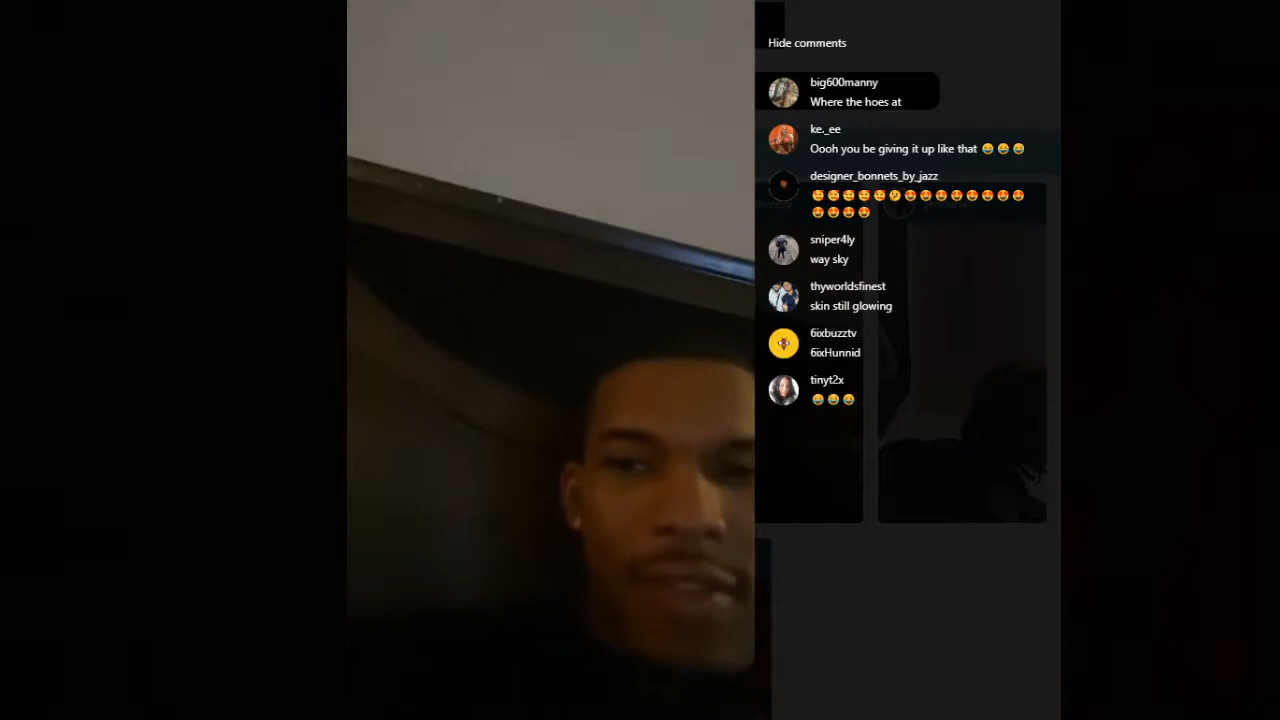 Hide comments
big600manny
Where the hoes at
ke._ee
Oooh you be giving it up like that 😂 😂 😂
designer_bonnets_by_jazz
🥰 🥰 🥰 🥰 🥰 🤔 😍 😍 😍 😍 😍 😍 😍 😍
😍 😍 😍 😍
sniper4ly
way sky
thyworldsfinest
skin still glowing
6ixbuzztv
6ixHunnid
tinyt2x
😂 😂 😂